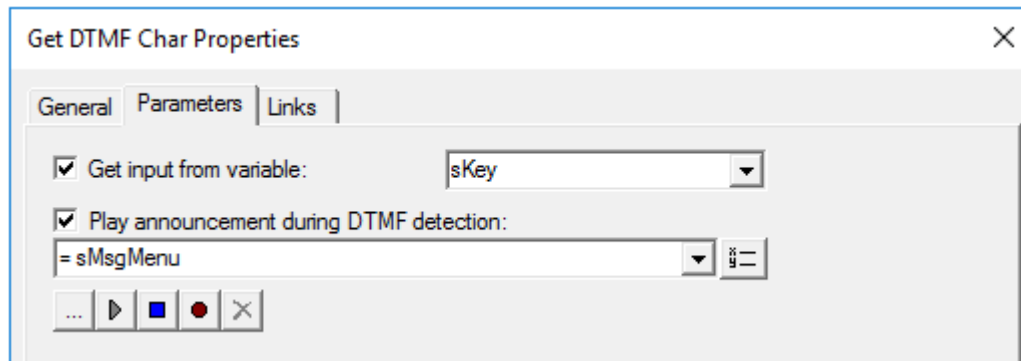 Get DTMF Char Properties
General Parameters Links
Get input from variable: sKey
Play announcement during DTMF detection:
= sMsgMenu
...